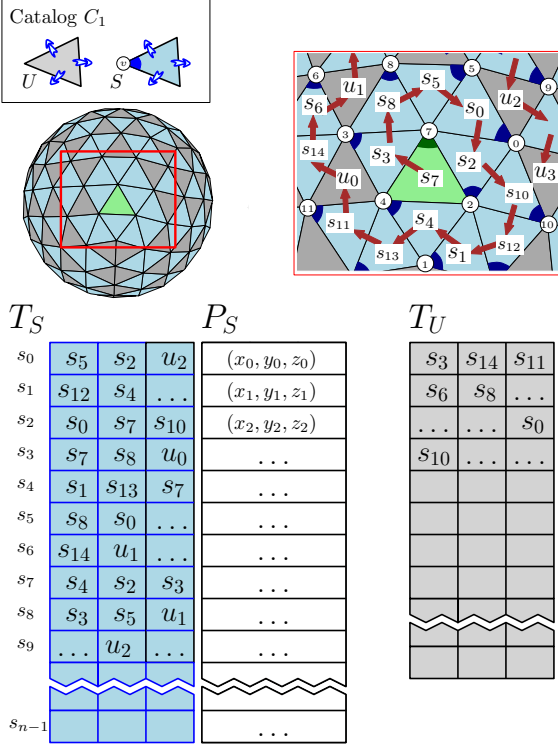 Catalog C₁
U S v
8 5 6 9 3 7 0 11 4 2 10 1
u₁ s₅ u₂
s₆ s₈ s₀
s₁₄ s₃ s₂ u₃
u₀ s₇ s₁₀
s₁₁ s₄ s₁₂
s₁₃ s₁
T_S P_S T_U
s₀ s₅ s₂ u₂ (x₀, y₀, z₀) s₃ s₁₄ s₁₁
s₁ s₁₂ s₄ ... (x₁, y₁, z₁) s₆ s₈ ...
s₂ s₀ s₇ s₁₀ (x₂, y₂, z₂) ... ... s₀
s₃ s₇ s₈ u₀ ... s₁₀ ... ...
s₄ s₁ s₁₃ s₇ ...
s₅ s₈ s₀ ... ...
s₆ s₁₄ u₁ ... ...
s₇ s₄ s₂ s₃ ...
s₈ s₃ s₅ u₁ ...
s₉ ... u₂ ... ...
sₙ₋₁ ...